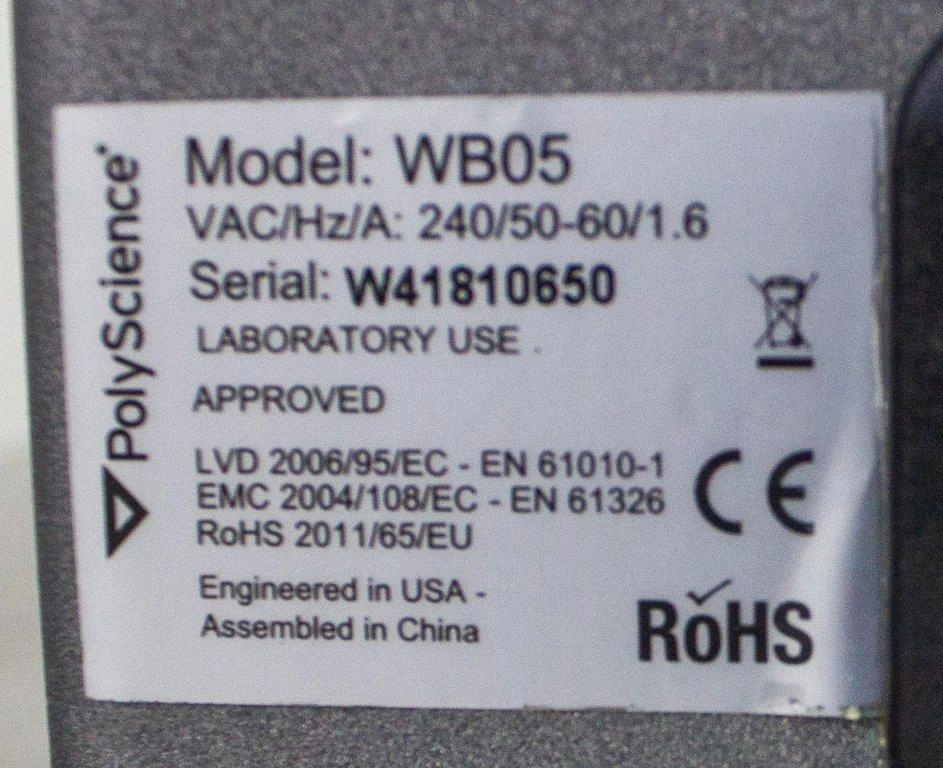 PolyScience
Model: WB05
VAC/Hz/A: 240/50-60/1.6
Serial: W41810650
LABORATORY USE .
APPROVED
LVD 2006/95/EC - EN 61010-1
EMC 2004/108/EC - EN 61326
RoHS 2011/65/EU
CE
Engineered in USA -
Assembled in China
RoHS